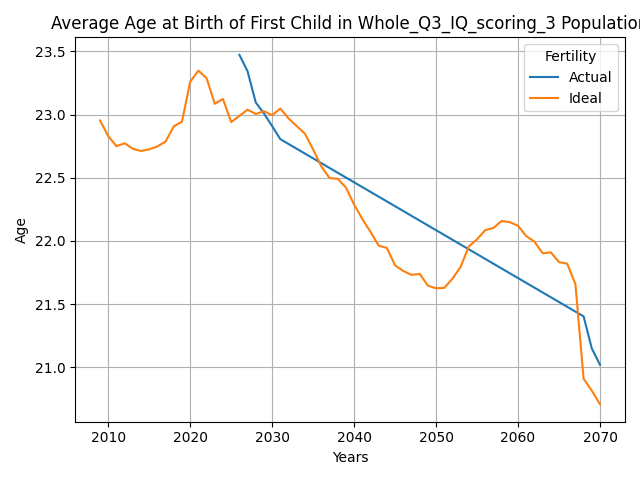 Average Age at Birth of First Child in Whole_Q3_IQ_scoring_3 Population
Fertility
Actual
Ideal
23.5
23.0
22.5
22.0
21.5
21.0
Age
2010 2020 2030 2040 2050 2060 2070
Years